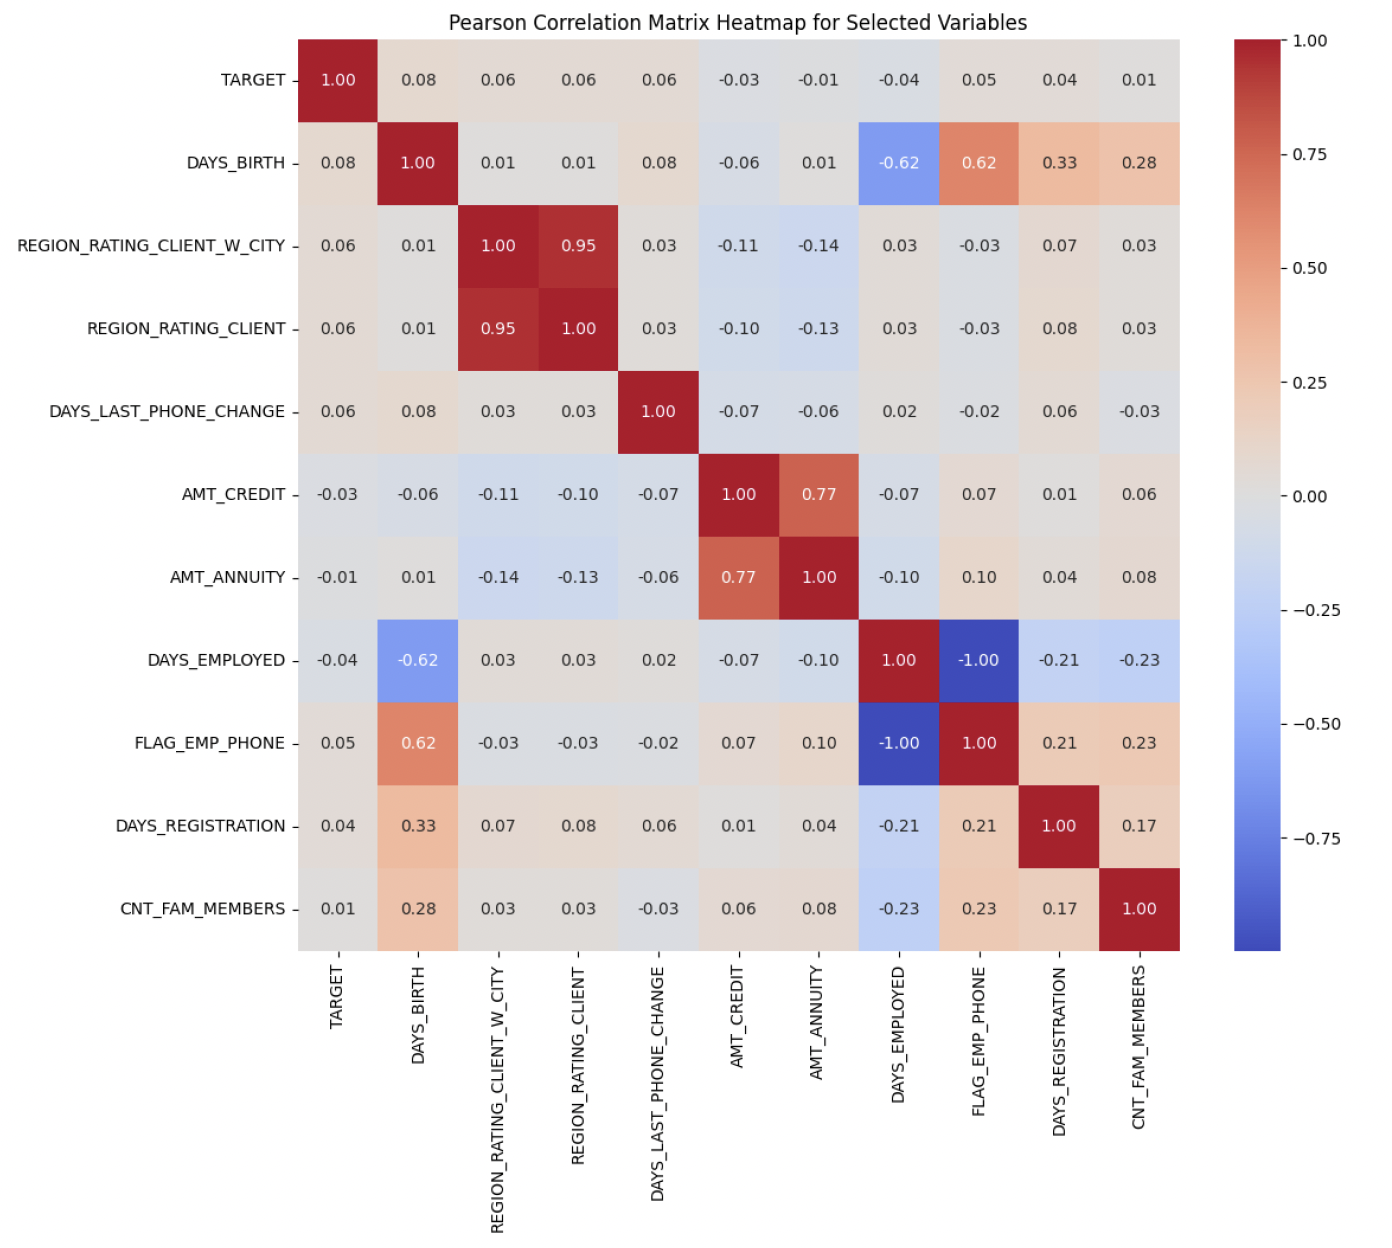 Pearson Correlation Matrix Heatmap for Selected Variables
TARGET 1.00 0.08 0.06 0.06 0.06 -0.03 -0.01 -0.04 0.05 0.04 0.01
DAYS_BIRTH 0.08 1.00 0.01 0.01 0.08 -0.06 0.01 -0.62 0.62 0.33 0.28
REGION_RATING_CLIENT_W_CITY 0.06 0.01 1.00 0.95 0.03 -0.11 -0.14 0.03 -0.03 0.07 0.03
REGION_RATING_CLIENT 0.06 0.01 0.95 1.00 0.03 -0.10 -0.13 0.03 -0.03 0.08 0.03
DAYS_LAST_PHONE_CHANGE 0.06 0.08 0.03 0.03 1.00 -0.07 -0.06 0.02 -0.02 0.06 -0.03
AMT_CREDIT -0.03 -0.06 -0.11 -0.10 -0.07 1.00 0.77 -0.07 0.07 0.01 0.06
AMT_ANNUITY -0.01 0.01 -0.14 -0.13 -0.06 0.77 1.00 -0.10 0.10 0.04 0.08
DAYS_EMPLOYED -0.04 -0.62 0.03 0.03 0.02 -0.07 -0.10 1.00 -1.00 -0.21 -0.23
FLAG_EMP_PHONE 0.05 0.62 -0.03 -0.03 -0.02 0.07 0.10 -1.00 1.00 0.21 0.23
DAYS_REGISTRATION 0.04 0.33 0.07 0.08 0.06 0.01 0.04 -0.21 0.21 1.00 0.17
CNT_FAM_MEMBERS 0.01 0.28 0.03 0.03 -0.03 0.06 0.08 -0.23 0.23 0.17 1.00
TARGET
DAYS_BIRTH
REGION_RATING_CLIENT_W_CITY
REGION_RATING_CLIENT
DAYS_LAST_PHONE_CHANGE
AMT_CREDIT
AMT_ANNUITY
DAYS_EMPLOYED
FLAG_EMP_PHONE
DAYS_REGISTRATION
CNT_FAM_MEMBERS
1.00
0.75
0.50
0.25
0.00
−0.25
−0.50
−0.75